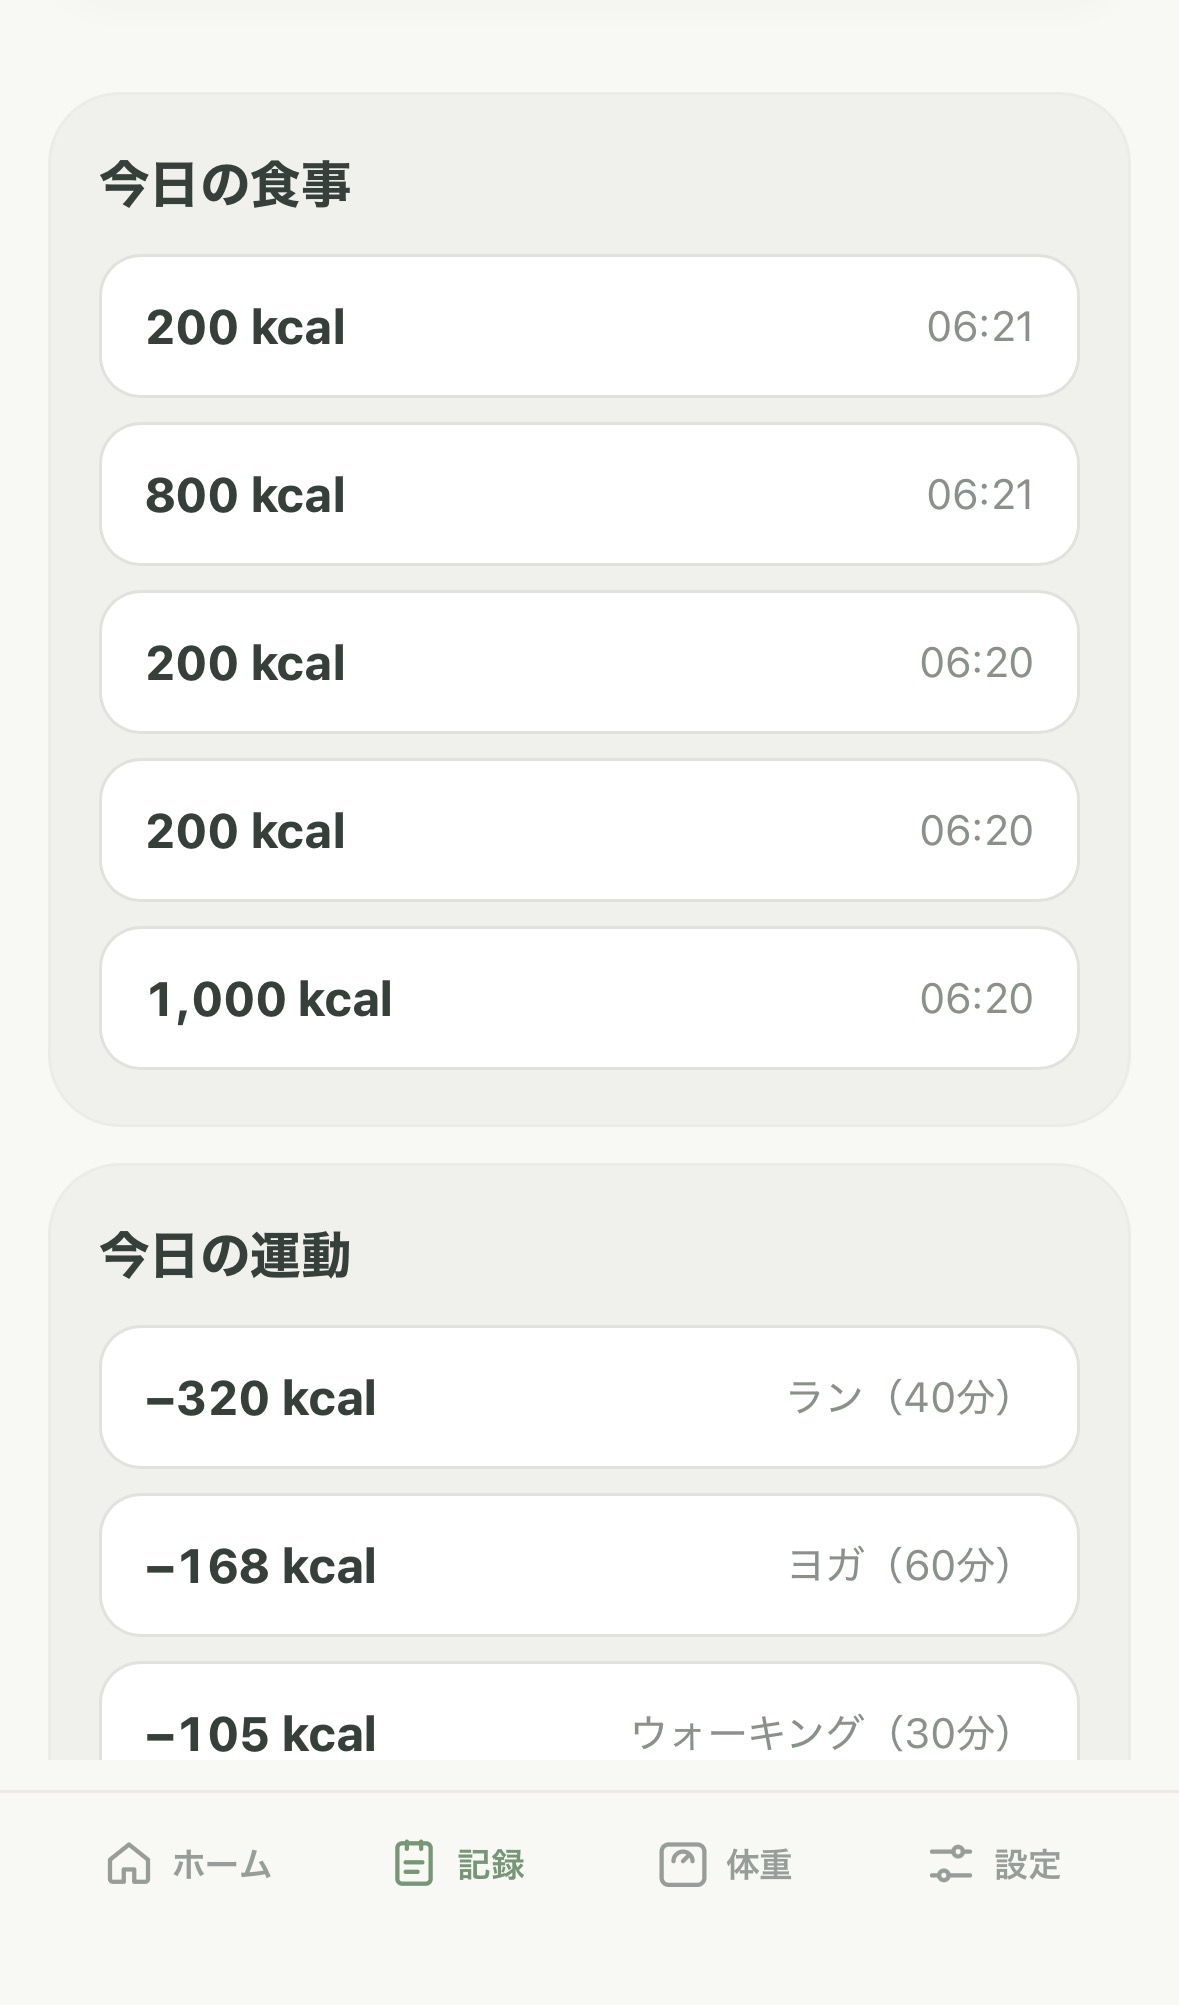 今日の食事
200 kcal 06:21
800 kcal 06:21
200 kcal 06:20
200 kcal 06:20
1,000 kcal 06:20
今日の運動
−320 kcal ラン（40分）
−168 kcal ヨガ（60分）
−105 kcal ウォーキング（30分）
ホーム 記録 体重 設定